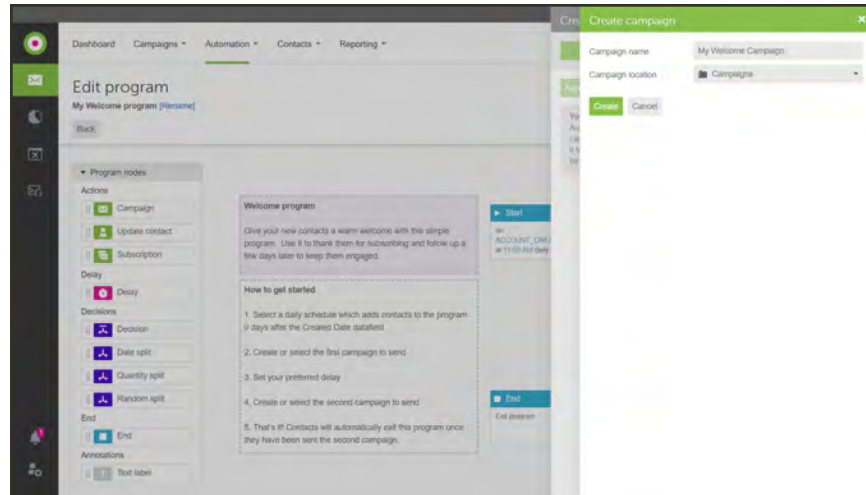 Dashboard
Campaigns
Automation
Contacts
Reporting
Edit program
My Welcome program [Rename]
Back
Program nodes
Actions
Campaign
Update contact
Subscription
Delay
Delay
Decisions
Decision
Date split
Quantity split
Random split
End
End
Annotations
Text label
Welcome program
Give your new contacts a warm welcome with this simple
program. Use it to thank them for subscribing and follow up a
few days later to keep them engaged.
How to get started
1. Select a daily schedule which adds contacts to the program
0 days after the Created Date datafield
2. Create or select the first campaign to send
3. Set your preferred delay
4. Create or select the second campaign to send
5. That's it! Contacts will automatically exit this program once
they have been sent the second campaign.
Start
on
at 11:00 AM daily
End
Exit program
Create campaign
Campaign name
My Welcome Campaign
Campaign location
Campaigns
Create
Cancel